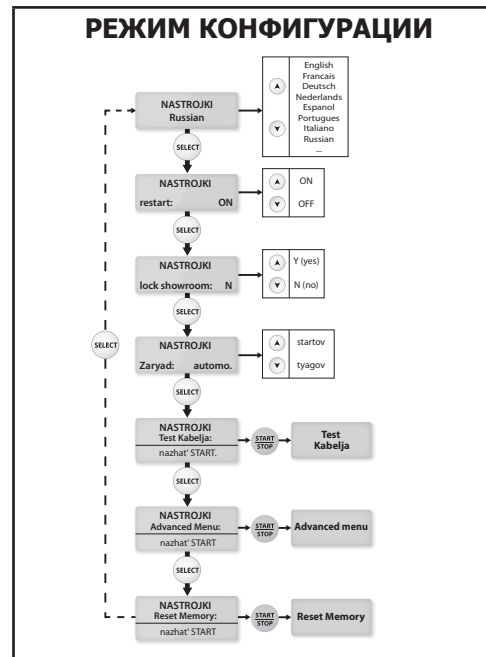 РЕЖИМ КОНФИГУРАЦИИ
NASTROJKI
Russian
English
Francais
Deutsch
Nederlands
Espanol
Portugues
Italiano
Russian
...
SELECT
NASTROJKI
restart: ON
ON
OFF
SELECT
NASTROJKI
lock showroom: N
Y (yes)
N (no)
SELECT
SELECT
NASTROJKI
Zaryad: automo.
startov
tyagov
SELECT
NASTROJKI
Test Kabelja:
nazhat' START.
START
STOP
Test
Kabelja
SELECT
NASTROJKI
Advanced Menu:
nazhat' START
START
STOP
Advanced menu
SELECT
NASTROJKI
Reset Memory:
nazhat' START
START
STOP
Reset Memory